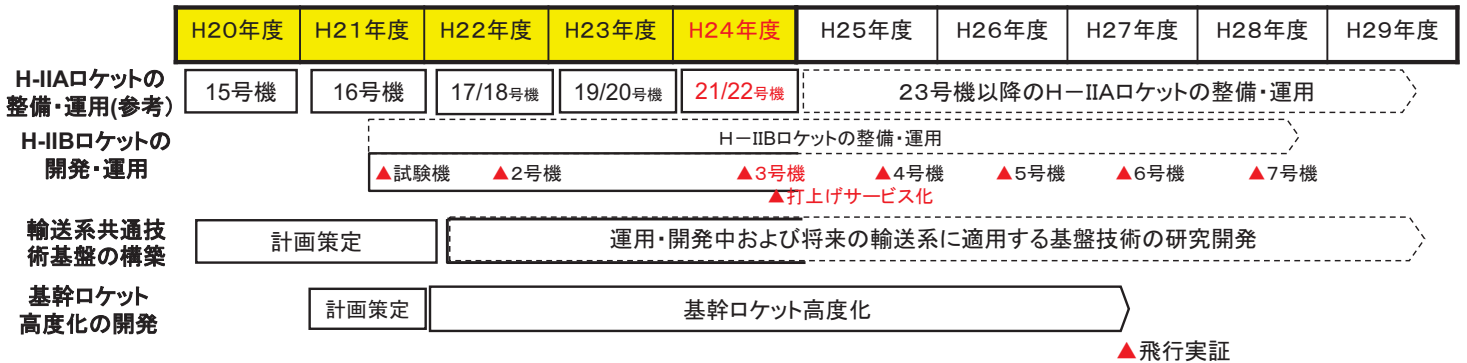 H20年度 H21年度 H22年度 H23年度 H24年度 H25年度 H26年度 H27年度 H28年度 H29年度
H-IIAロケットの
整備・運用(参考)
15号機 16号機 17/18号機 19/20号機 21/22号機 23号機以降のH－IIAロケットの整備・運用
H-IIBロケットの
開発・運用
H－IIBロケットの整備・運用
▲試験機 ▲2号機 ▲3号機 ▲4号機 ▲5号機 ▲6号機 ▲7号機
▲打上げサービス化
輸送系共通技
術基盤の構築
計画策定 運用・開発中および将来の輸送系に適用する基盤技術の研究開発
基幹ロケット
高度化の開発
計画策定 基幹ロケット高度化
▲飛行実証